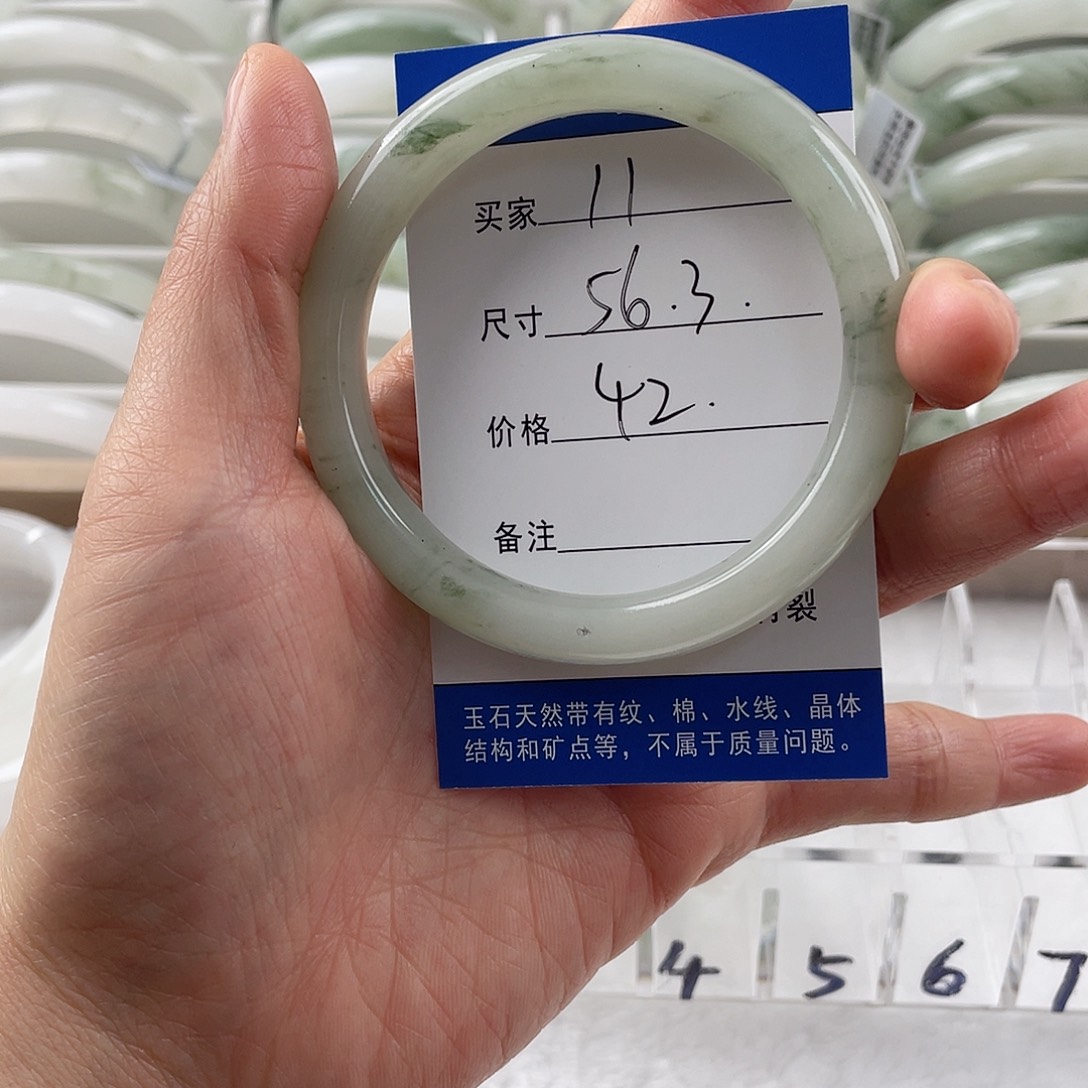 买家 11
尺寸 56.3.
价格 42.
备注
裂
玉石天然带有纹、棉、水线、晶体
结构和矿点等，不属于质量问题。
4 5 6 7